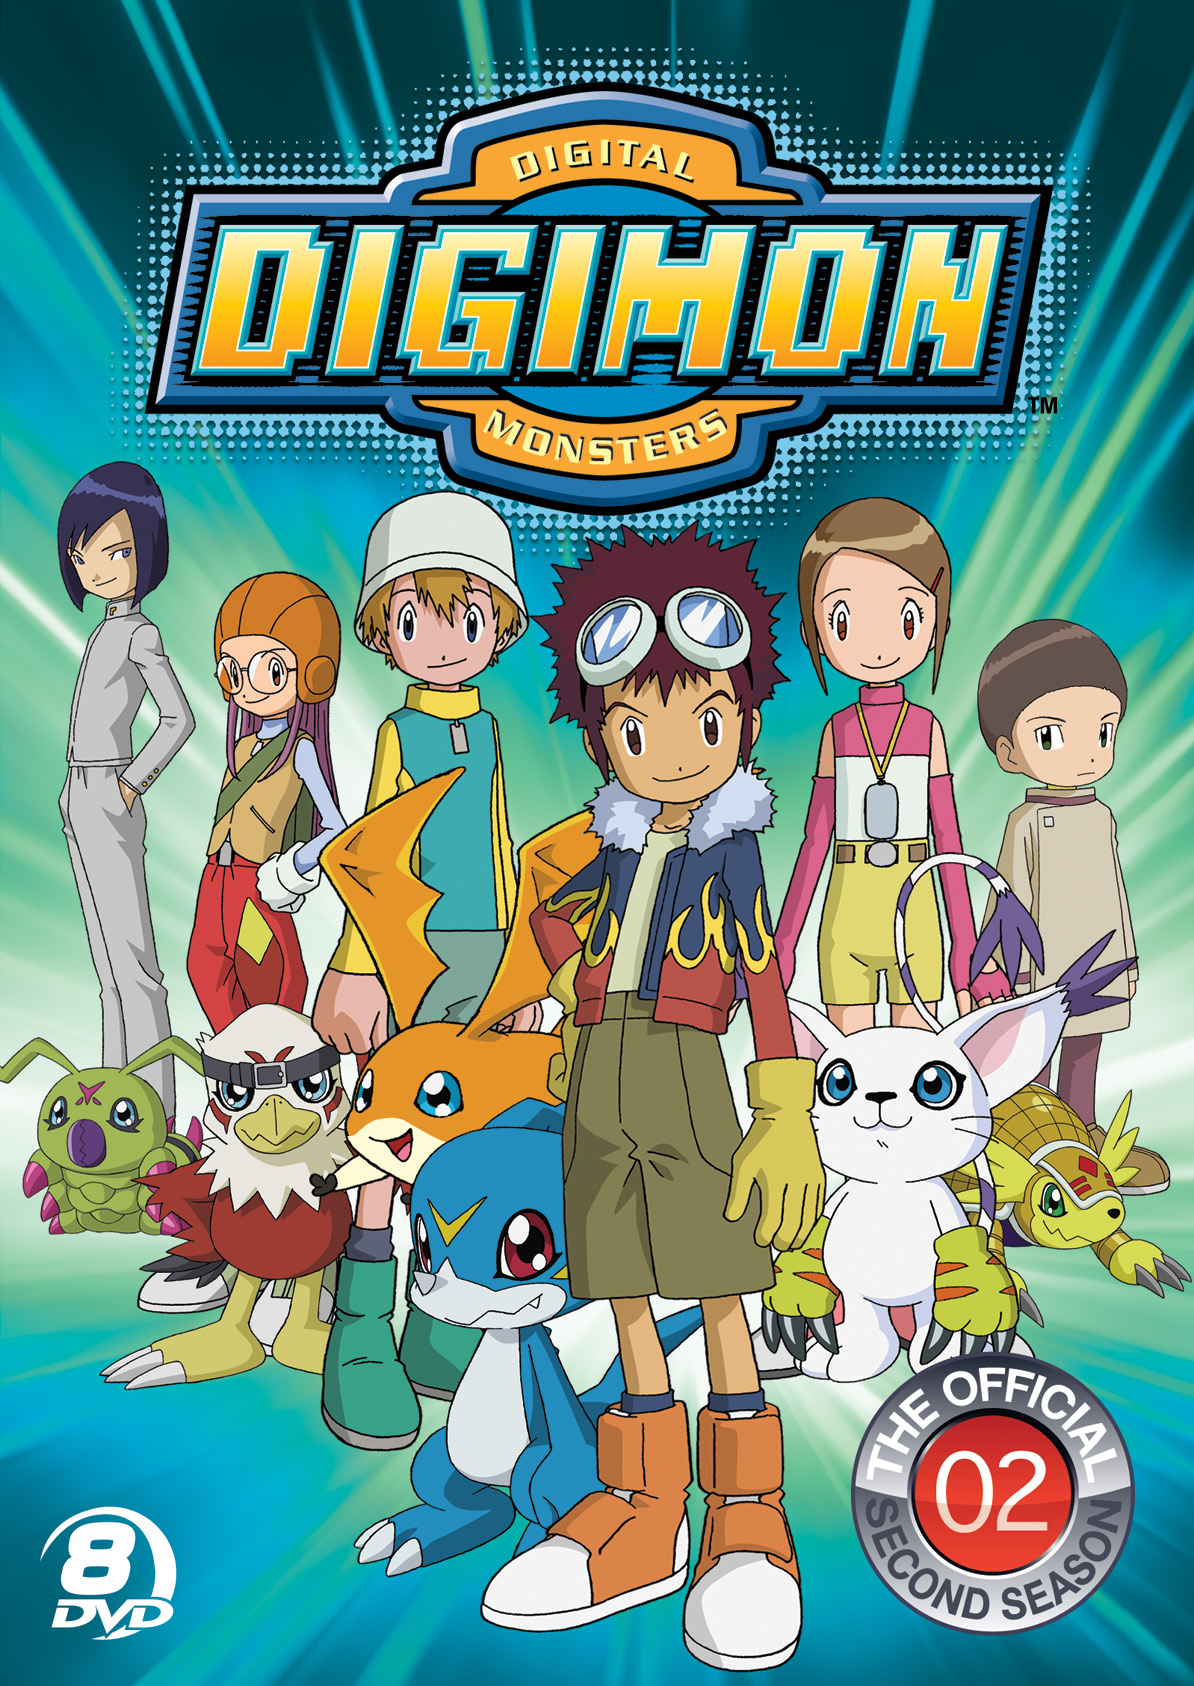 DIGITAL
DIGIMON
MONSTERS
TM
THE OFFICIAL
02
SECOND SEASON
8
DVD